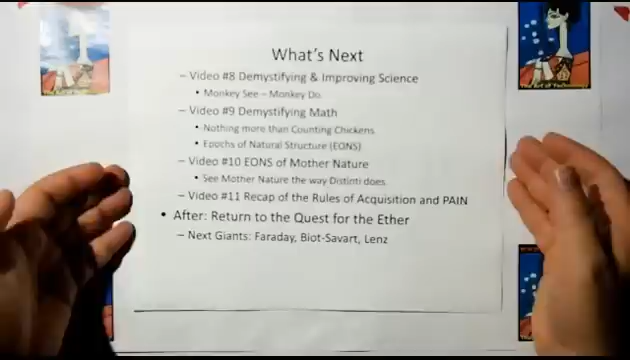 What's Next
– Video #8 Demystifying & Improving Science
• Monkey See – Monkey Do
– Video #9 Demystifying Math
• Nothing more than Counting Chickens
• Epochs of Natural Structure (EONS)
– Video #10 EONS of Mother Nature
• See Mother Nature the way Distinti does
– Video #11 Recap of the Rules of Acquisition and PAIN
• After: Return to the Quest for the Ether
– Next Giants: Faraday, Biot-Savart, Lenz
The Art of